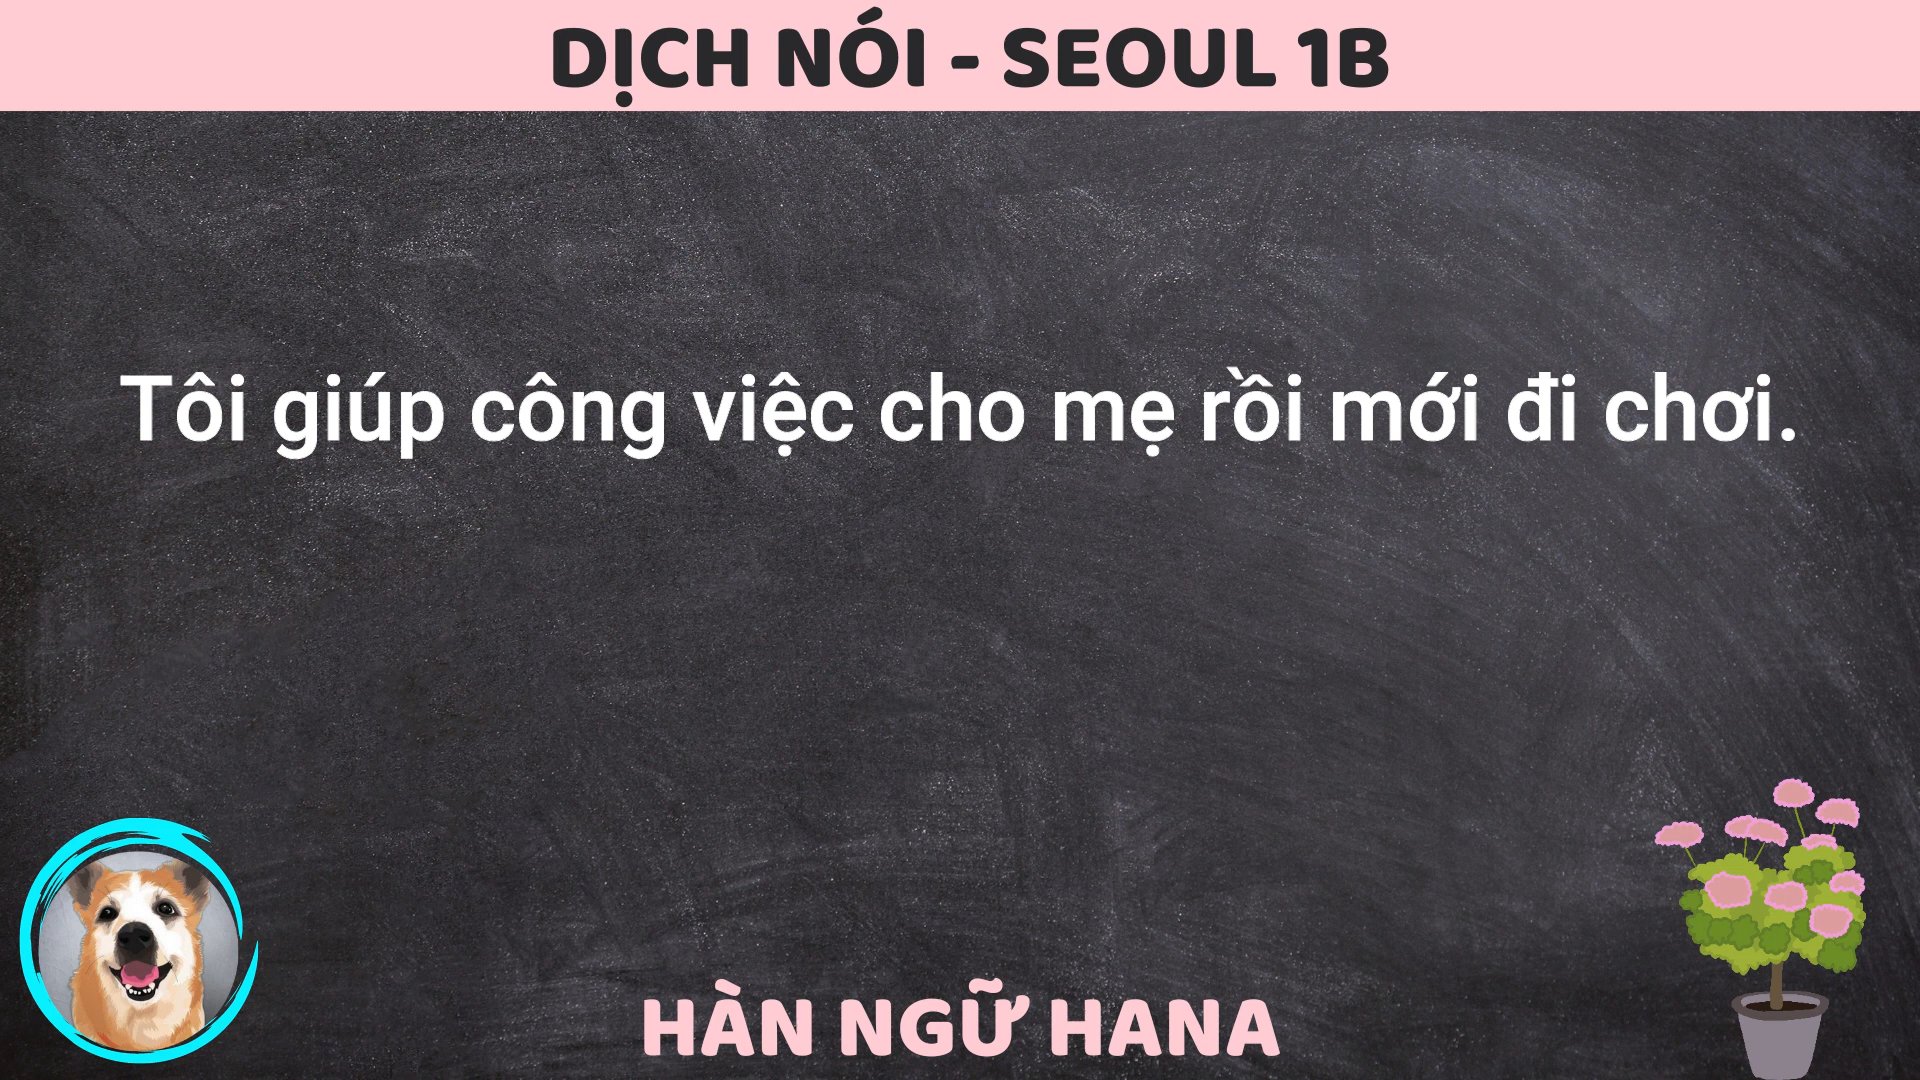 DỊCH NÓI - SEOUL 1B
Tôi giúp công việc cho mẹ rồi mới đi chơi.
HÀN NGỮ HANA